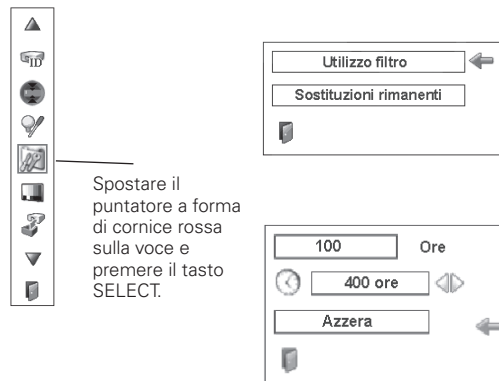 ID
Utilizzo filtro
Sostituzioni rimanenti
Spostare il
puntatore a forma
di cornice rossa
sulla voce e
premere il tasto
SELECT.
100 Ore
400 ore
Azzera